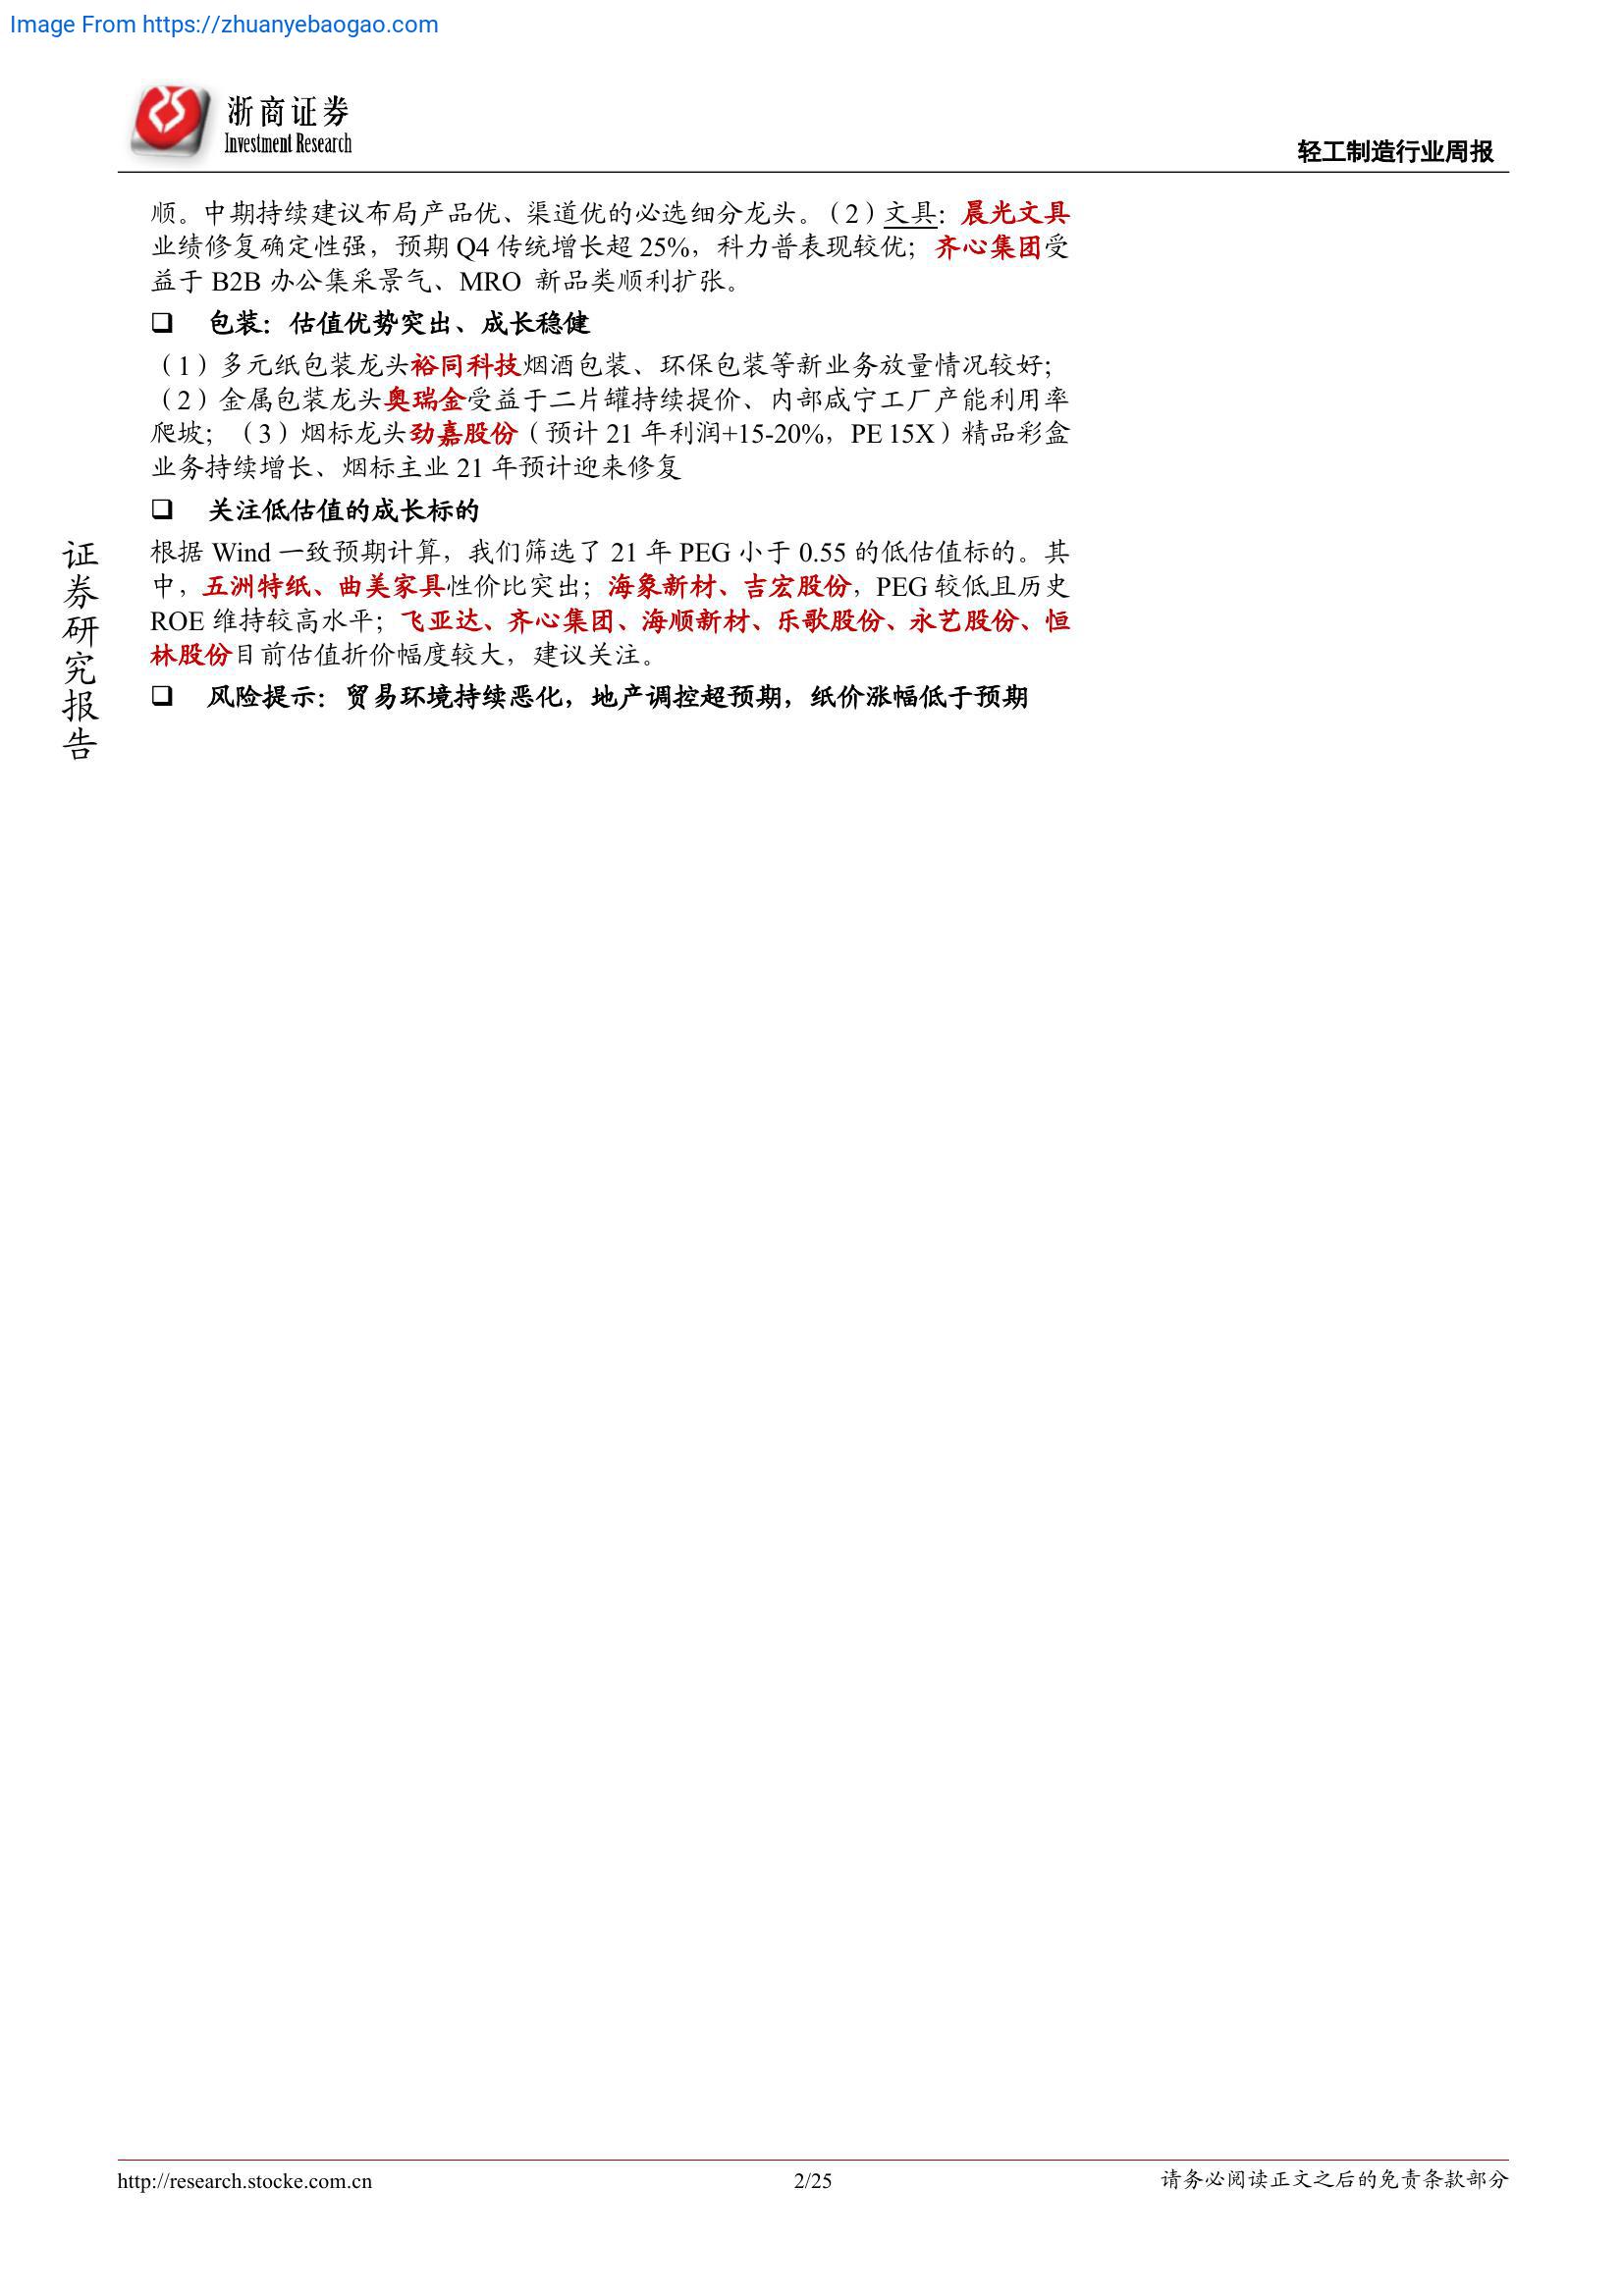 Image From https://zhuanyebaogao.com
浙商证券
Investment Research
轻工制造行业周报
顺。中期持续建议布局产品优、渠道优的必选细分龙头。（2）文具：晨光文具
业绩修复确定性强，预期 Q4 传统增长超 25%，科力普表现较优；齐心集团受
益于 B2B 办公集采景气、MRO 新品类顺利扩张。
❑ 包装：估值优势突出、成长稳健
（1）多元纸包装龙头裕同科技烟酒包装、环保包装等新业务放量情况较好；
（2）金属包装龙头奥瑞金受益于二片罐持续提价、内部咸宁工厂产能利用率
爬坡；（3）烟标龙头劲嘉股份（预计 21 年利润+15-20%，PE 15X）精品彩盒
业务持续增长、烟标主业 21 年预计迎来修复
❑ 关注低估值的成长标的
根据 Wind 一致预期计算，我们筛选了 21 年 PEG 小于 0.55 的低估值标的。其
中，五洲特纸、曲美家具性价比突出；海象新材、吉宏股份，PEG 较低且历史
ROE 维持较高水平；飞亚达、齐心集团、海顺新材、乐歌股份、永艺股份、恒
林股份目前估值折价幅度较大，建议关注。
❑ 风险提示：贸易环境持续恶化，地产调控超预期，纸价涨幅低于预期
证
券
研
究
报
告
http://research.stocke.com.cn
2/25
请务必阅读正文之后的免责条款部分